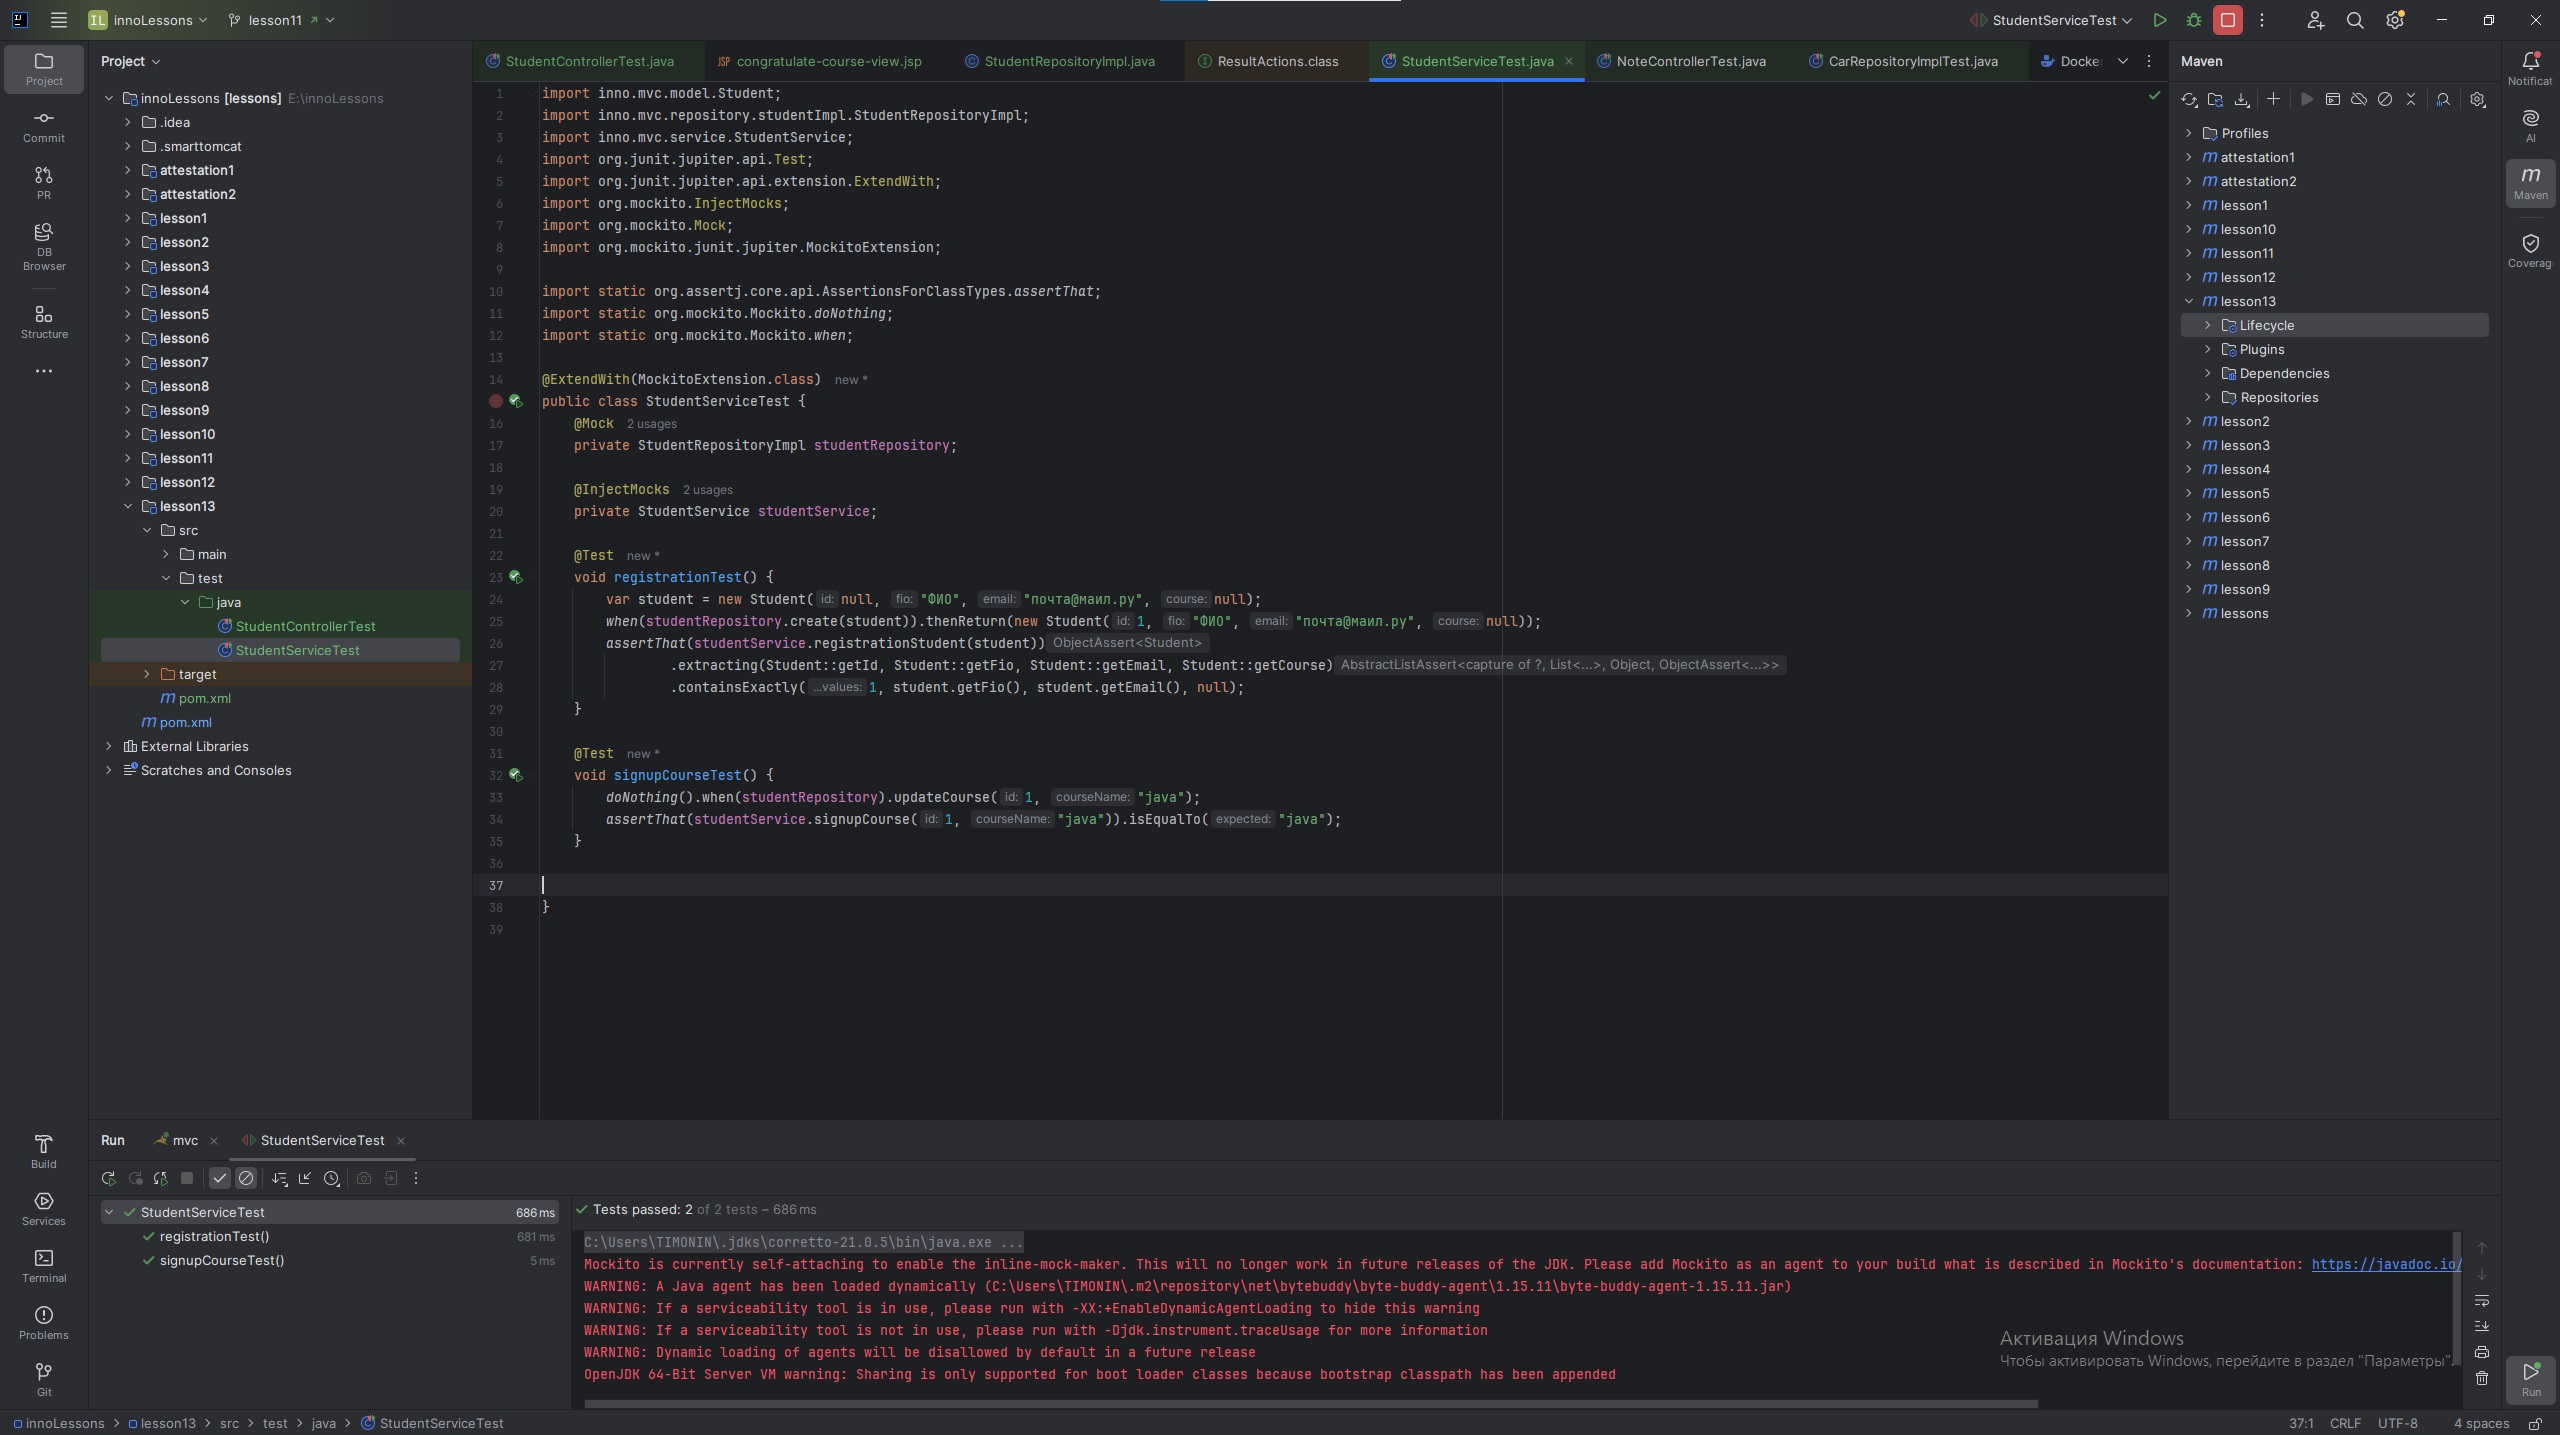 IL innoLessons lesson11 StudentServiceTest
Project
Commit
PR
DB
Browser
Structure
Project
innoLessons [lessons] E:\innoLessons
.idea
.smarttomcat
attestation1
attestation2
lesson1
lesson2
lesson3
lesson4
lesson5
lesson6
lesson7
lesson8
lesson9
lesson10
lesson11
lesson12
lesson13
src
main
test
java
StudentControllerTest
StudentServiceTest
target
pom.xml
pom.xml
External Libraries
Scratches and Consoles
StudentControllerTest.java congratulate-course-view.jsp StudentRepositoryImpl.java ResultActions.class StudentServiceTest.java NoteControllerTest.java CarRepositoryImplTest.java Docke
1 import inno.mvc.model.Student;
2 import inno.mvc.repository.studentImpl.StudentRepositoryImpl;
3 import inno.mvc.service.StudentService;
4 import org.junit.jupiter.api.Test;
5 import org.junit.jupiter.api.extension.ExtendWith;
6 import org.mockito.InjectMocks;
7 import org.mockito.Mock;
8 import org.mockito.junit.jupiter.MockitoExtension;
9
10 import static org.assertj.core.api.AssertionsForClassTypes.assertThat;
11 import static org.mockito.Mockito.doNothing;
12 import static org.mockito.Mockito.when;
13
14 @ExtendWith(MockitoExtension.class) new *
public class StudentServiceTest {
16 @Mock 2 usages
17 private StudentRepositoryImpl studentRepository;
18
19 @InjectMocks 2 usages
20 private StudentService studentService;
21
22 @Test new *
23 void registrationTest() {
24 var student = new Student( id: null, fio: "ФИО", email: "почта@маил.ру", course: null);
25 when(studentRepository.create(student)).thenReturn(new Student( id: 1, fio: "ФИО", email: "почта@маил.ру", course: null));
26 assertThat(studentService.registrationStudent(student)) ObjectAssert<Student>
27 .extracting(Student::getId, Student::getFio, Student::getEmail, Student::getCourse) AbstractListAssert<capture of ?, List<...>, Object, ObjectAssert<...>>
28 .containsExactly( ...values: 1, student.getFio(), student.getEmail(), null);
29 }
30
31 @Test new *
32 void signupCourseTest() {
33 doNothing().when(studentRepository).updateCourse( id: 1, courseName: "java");
34 assertThat(studentService.signupCourse( id: 1, courseName: "java")).isEqualTo( expected: "java");
35 }
36
37
38 }
39
Maven
Profiles
m attestation1
m attestation2
m lesson1
m lesson10
m lesson11
m lesson12
m lesson13
Lifecycle
Plugins
Dependencies
Repositories
m lesson2
m lesson3
m lesson4
m lesson5
m lesson6
m lesson7
m lesson8
m lesson9
m lessons
Notificat
AI
Maven
Coverag
Build
Services
Terminal
Problems
Git
Run mvc StudentServiceTest
StudentServiceTest 686 ms
registrationTest() 681 ms
signupCourseTest() 5 ms
Tests passed: 2 of 2 tests – 686 ms
C:\Users\TIMONIN\.jdks\corretto-21.0.5\bin\java.exe ...
Mockito is currently self-attaching to enable the inline-mock-maker. This will no longer work in future releases of the JDK. Please add Mockito as an agent to your build what is described in Mockito's documentation: https://javadoc.io/
WARNING: A Java agent has been loaded dynamically (C:\Users\TIMONIN\.m2\repository\net\bytebuddy\byte-buddy-agent\1.15.11\byte-buddy-agent-1.15.11.jar)
WARNING: If a serviceability tool is in use, please run with -XX:+EnableDynamicAgentLoading to hide this warning
WARNING: If a serviceability tool is not in use, please run with -Djdk.instrument.traceUsage for more information
WARNING: Dynamic loading of agents will be disallowed by default in a future release
OpenJDK 64-Bit Server VM warning: Sharing is only supported for boot loader classes because bootstrap classpath has been appended
Активация Windows
Чтобы активировать Windows, перейдите в раздел "Параметры".
Run
innoLessons > lesson13 > src > test > java > StudentServiceTest
37:1 CRLF UTF-8 4 spaces